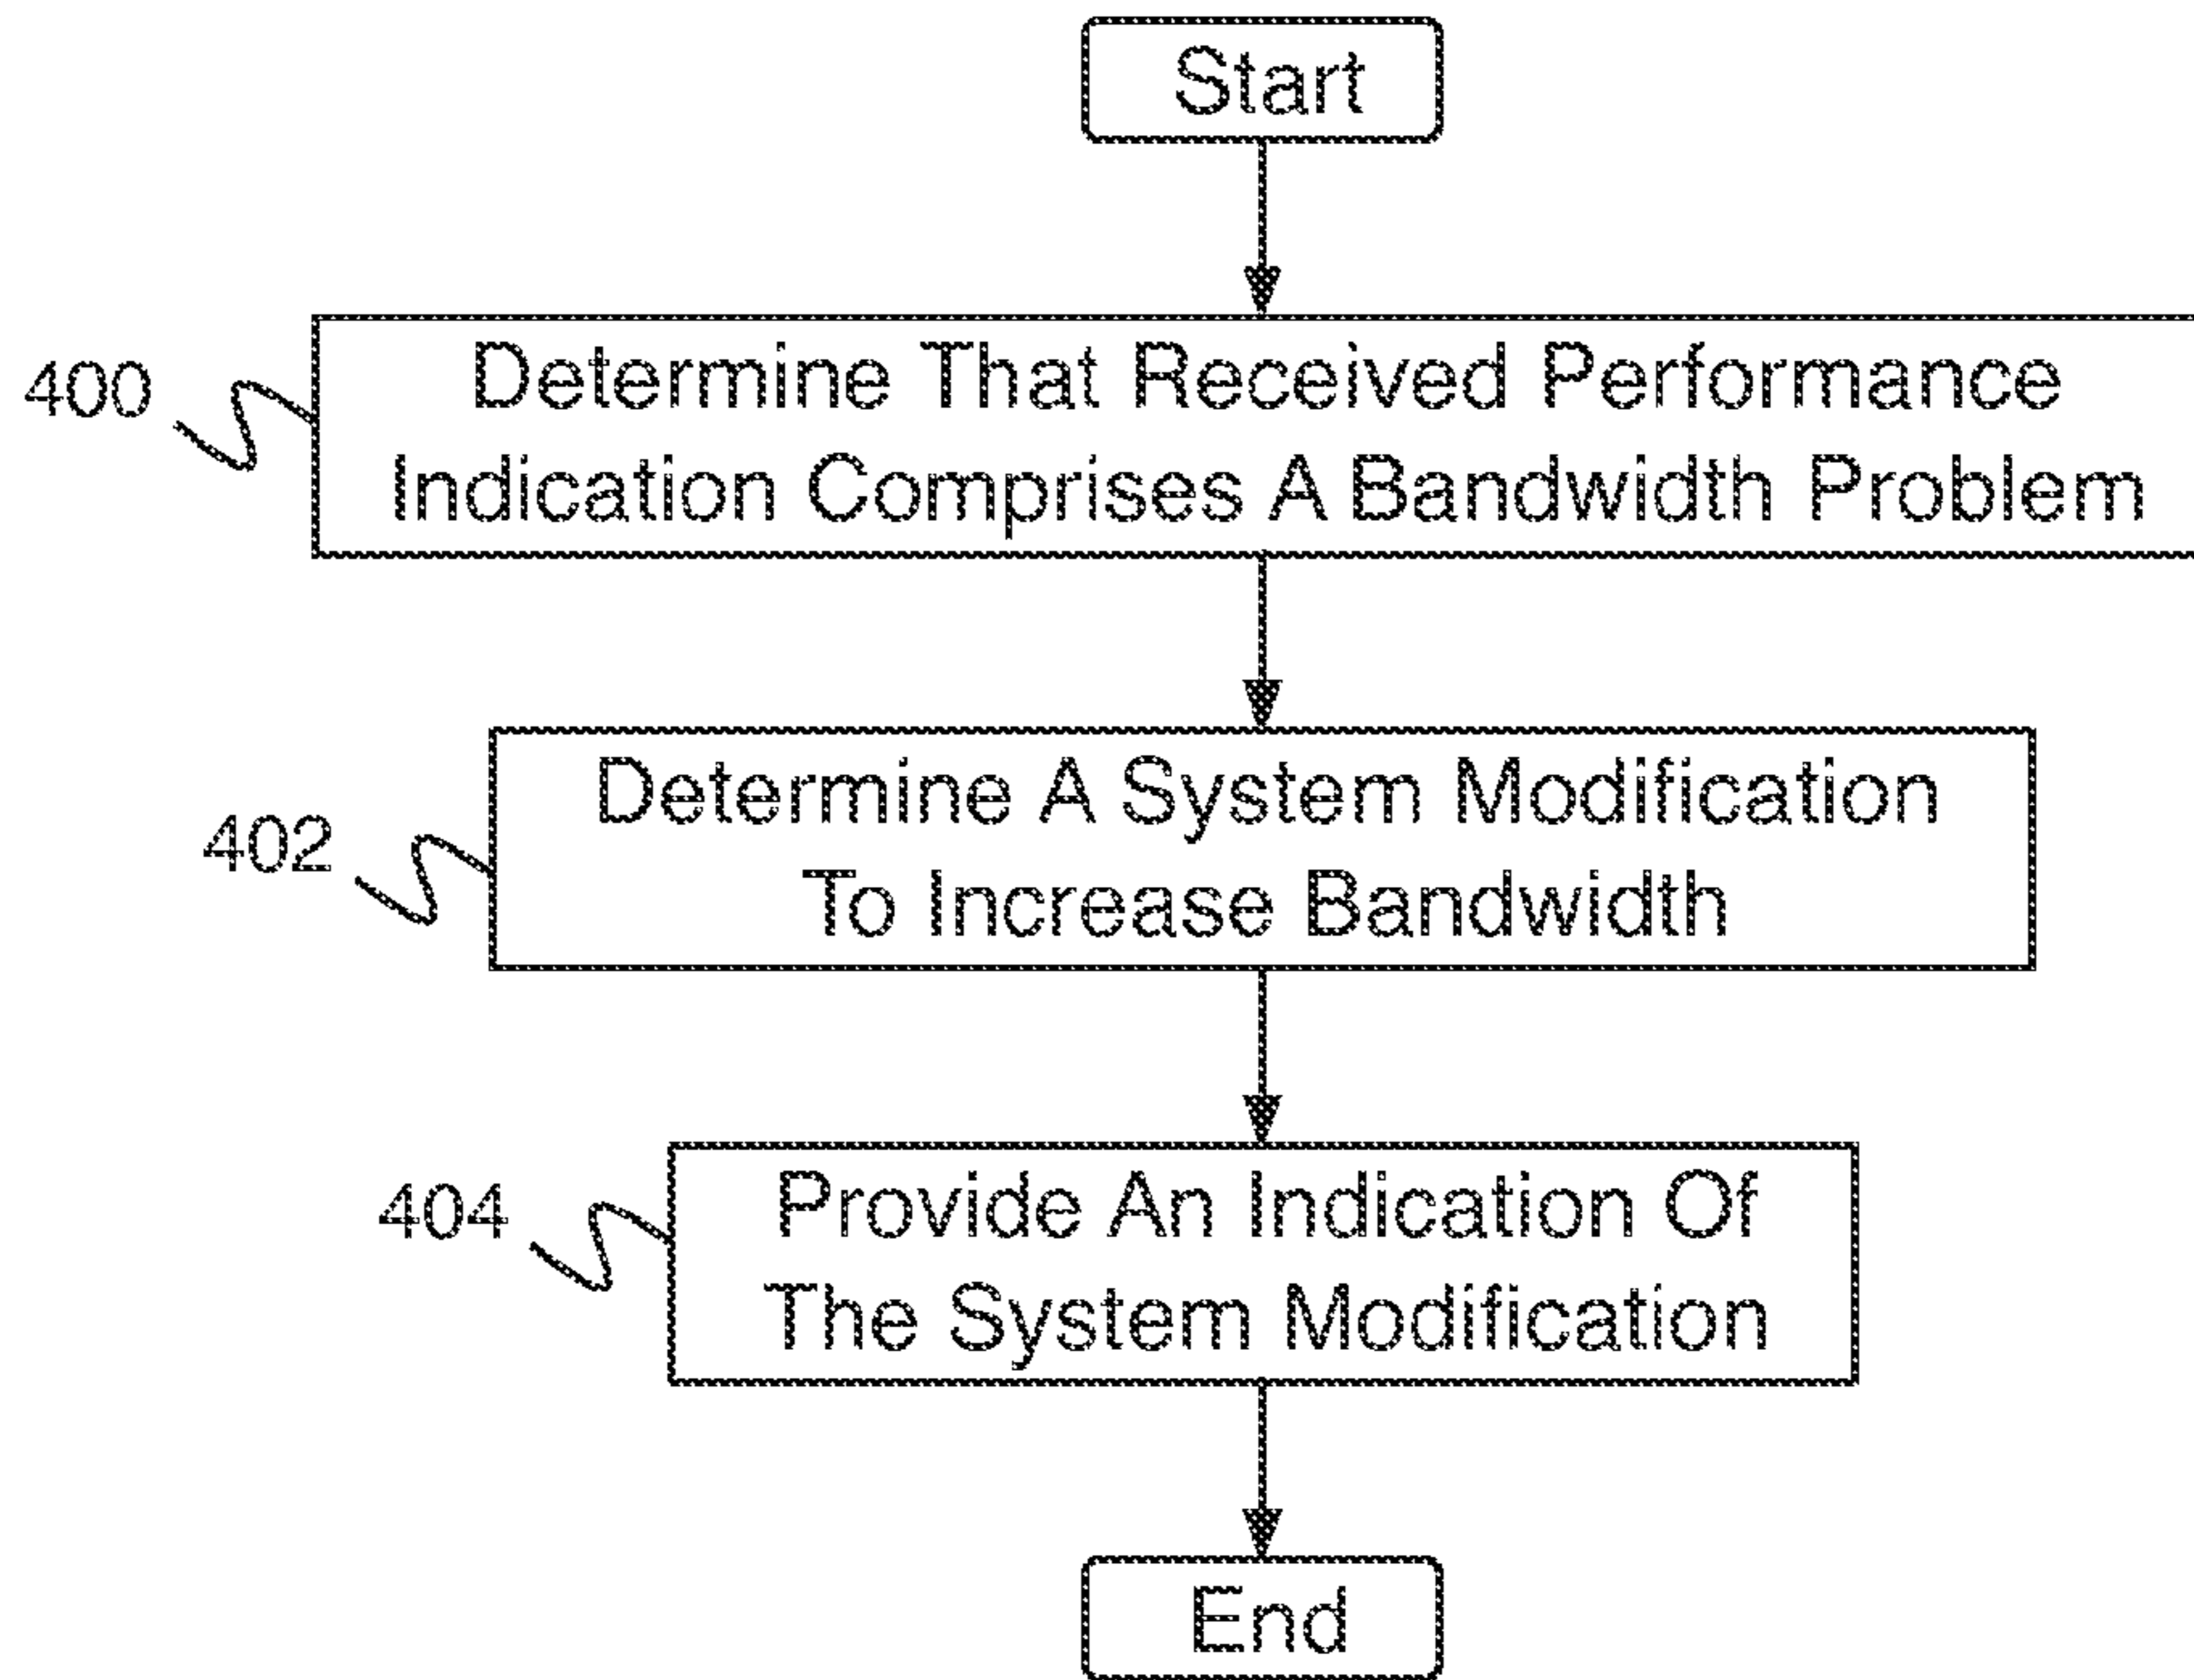 Start
400
Determine That Received Performance
Indication Comprises A Bandwidth Problem
402
Determine A System Modification
To Increase Bandwidth
404
Provide An Indication Of
The System Modification
End